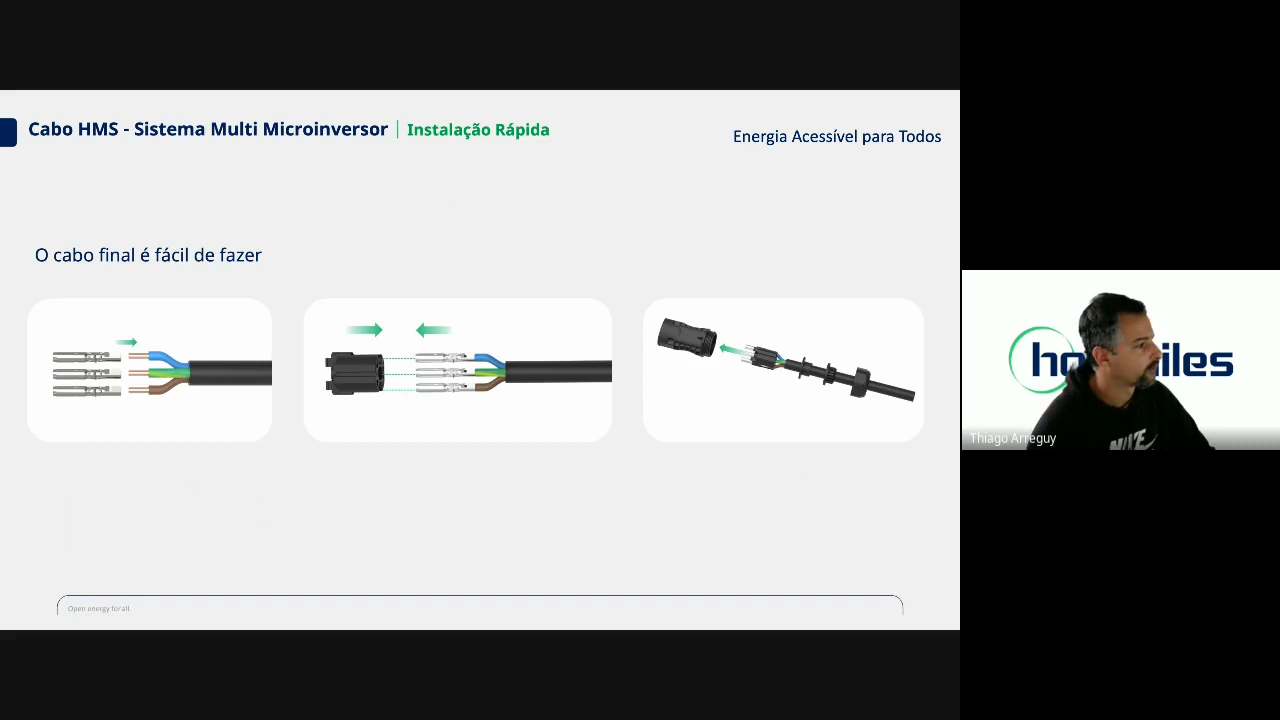 Cabo HMS - Sistema Multi Microinversor | Instalação Rápida
Energia Acessível para Todos
O cabo final é fácil de fazer
Open energy for all
Thiago Arreguy